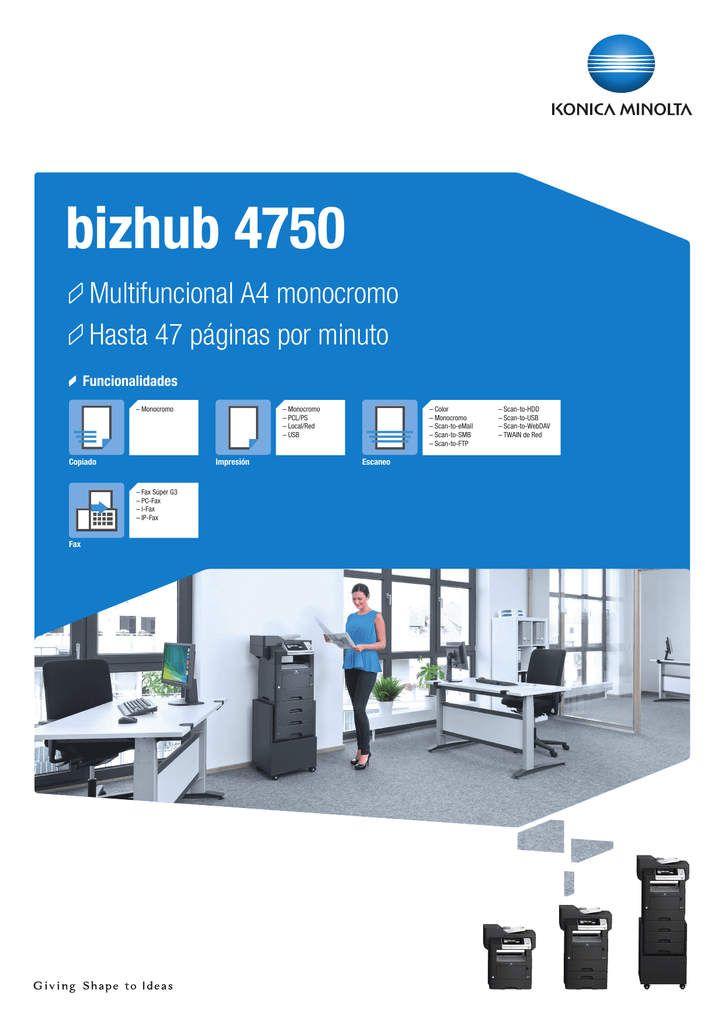 KONICA MINOLTA
bizhub 4750
Multifuncional A4 monocromo
Hasta 47 páginas por minuto
Funcionalidades
– Monocromo
Copiado
– Monocromo
– PCL/PS
– Local/Red
– USB
Impresión
– Color
– Monocromo
– Scan-to-eMail
– Scan-to-SMB
– Scan-to-FTP
– Scan-to-HDD
– Scan-to-USB
– Scan-to-WebDAV
– TWAIN de Red
Escaneo
– Fax Súper G3
– PC-Fax
– i-Fax
– IP-Fax
Fax
Giving Shape to Ideas